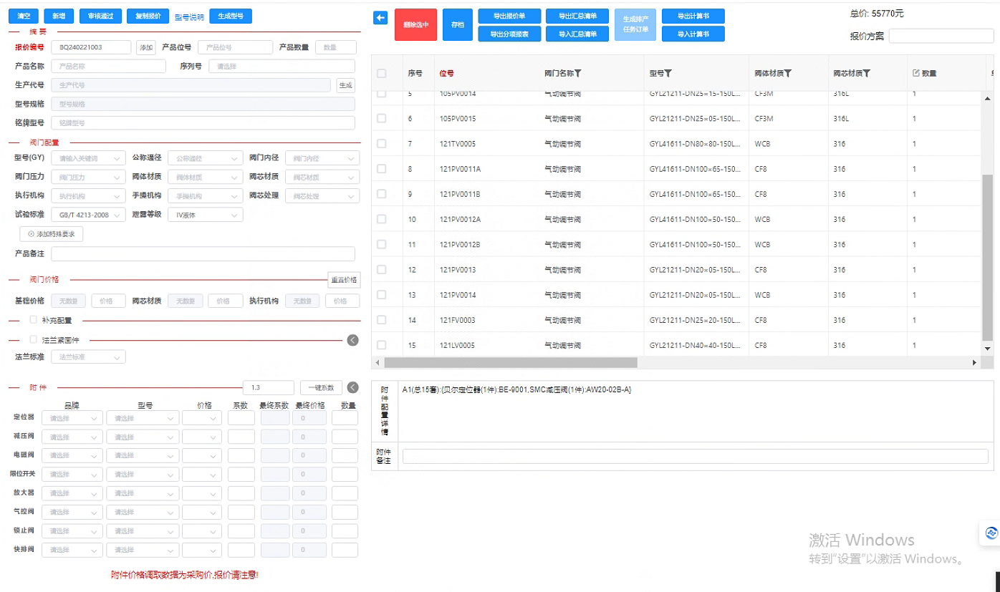 清空 新增 审核通过 复制报价 型号说明 生成型号
摘 要
报价编号 BQ240221003 添加 产品位号 产品位号 产品数量 数量
产品名称 产品名称 序列号 请选择
生产代号 生产代号 生成
型号规格 型号规格
铭牌型号 铭牌型号
阀门配置
型号(GY) 请输入关键词 公称通径 公称通径 阀门内径 阀门内径
阀门压力 阀门压力 阀体材质 阀体材质 阀芯材质 阀芯材质
执行机构 执行机构 手操机构 手操机构 阀芯处理 阀芯处理
试验标准 GB/T 4213-2008 泄露等级 IV液体
添加特殊要求
产品备注
阀门价格 重置价格
基础价格 无数据 价格 阀芯材质 无数据 价格 执行机构 无数据 价格
补充配置
法兰紧固件
法兰标准 法兰标准
附 件 1.3 一键系数
品牌 型号 价格 系数 最终系数 最终价格 数量
定位器 请选择 请选择 0
减压阀 请选择 请选择 0
电磁阀 请选择 请选择 0
限位开关 请选择 请选择 0
放大器 请选择 请选择 0
气控阀 请选择 请选择 0
锁止阀 请选择 请选择 0
快排阀 请选择 请选择 0
附件价格调取数据为采购价,报价请注意!
删除选中 存档 导出报价单 导出汇总清单 生成排产 导出计算书
导出分项报表 导入汇总清单 任务订单 导入计算书
总价: 55770元
报价方案
序号 位号 阀门名称 型号 阀体材质 阀芯材质 数量
5 105PV0014 气动调节阀 GYL21211-DN25×15-150L... CF3M 316L 1
6 105PV0015 气动调节阀 GYL21211-DN25×05-150L... CF3M 316L 1
7 121TV0005 气动调节阀 GYL41611-DN80×80-150L... WCB 316 1
8 121PV0011A 气动调节阀 GYL41611-DN100×65-150... CF8 316 1
9 121PV0011B 气动调节阀 GYL41611-DN100×65-150... CF8 316 1
10 121PV0012A 气动调节阀 GYL41611-DN100×50-150... WCB 316 1
11 121PV0012B 气动调节阀 GYL41611-DN100×50-150... WCB 316 1
12 121PV0013 气动调节阀 GYL21211-DN20×05-150L... CF8 316 1
13 121PV0014 气动调节阀 GYL21211-DN20×05-150L... WCB 316 1
14 121FV0003 气动调节阀 GYL21211-DN25×20-150L... CF8 316 1
15 121LV0005 气动调节阀 GYL21211-DN40×40-150L... CF8 316 1
附件配置详情 A1(总15套):{贝尔定位器(1件):BE-9001,SMC减压阀(1件):AW20-02B-A}
附件备注
激活 Windows
转到"设置"以激活 Windows。